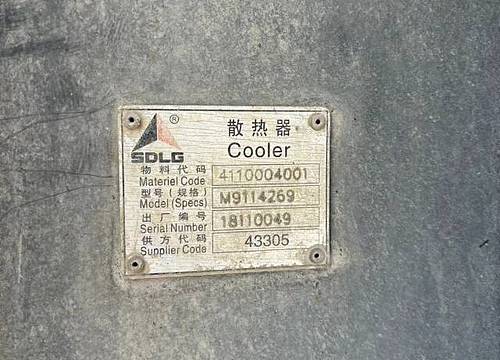 ®
SDLG
散热器
Cooler
物料代码
Materiel Code
4110004001
型号(规格)
Model(Specs)
M9114269
出厂编号
Serial Number
18110049
供方代码
Supplier Code
43305